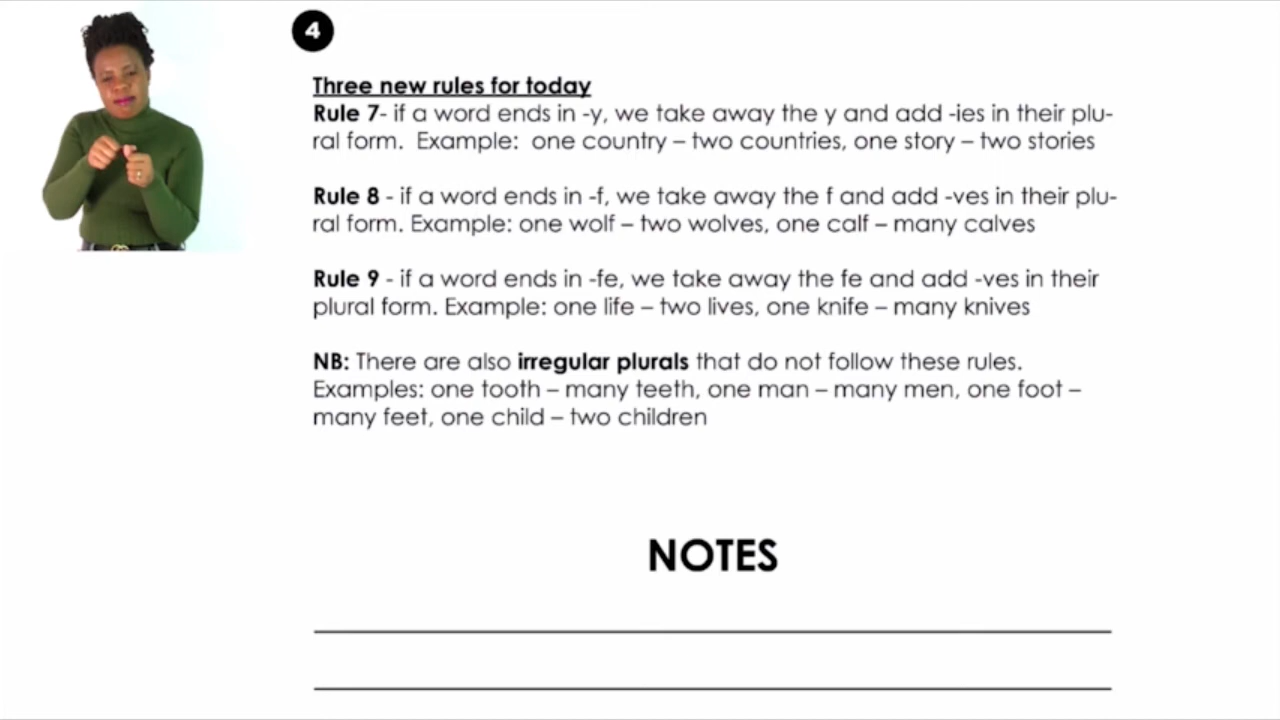 4
Three new rules for today
Rule 7- if a word ends in -y, we take away the y and add -ies in their plu-
ral form.  Example:  one country – two countries, one story – two stories
Rule 8 - if a word ends in -f, we take away the f and add -ves in their plu-
ral form. Example: one wolf – two wolves, one calf – many calves
Rule 9 - if a word ends in -fe, we take away the fe and add -ves in their
plural form. Example: one life – two lives, one knife – many knives
NB: There are also irregular plurals that do not follow these rules.
Examples: one tooth – many teeth, one man – many men, one foot –
many feet, one child – two children
NOTES